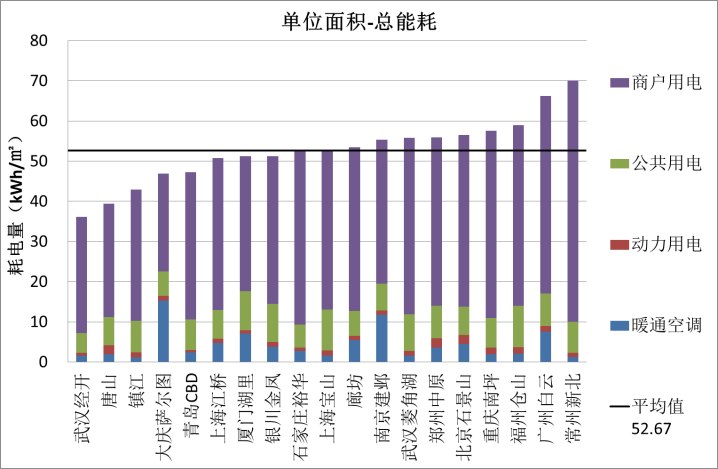 单位面积-总能耗
耗电量（kWh/㎡）
80
70
60
50
40
30
20
10
0
武汉经开
唐山
镇江
大庆萨尔图
青岛CBD
上海江桥
厦门湖里
银川金凤
石家庄裕华
上海宝山
廊坊
南京建邺
武汉菱角湖
郑州中原
北京石景山
重庆南坪
福州仓山
广州白云
常州新北
商户用电
公共用电
动力用电
暖通空调
平均值
52.67